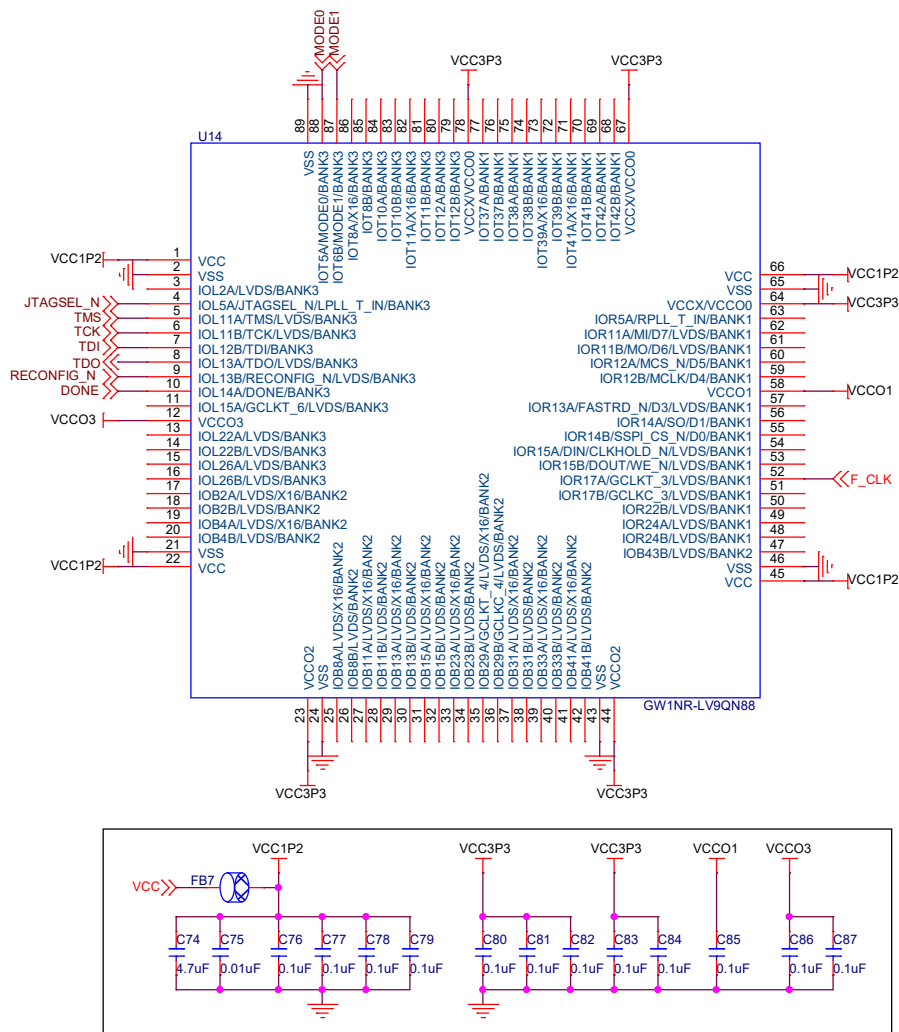 MODE0
MODE1
VCC3P3
VCC3P3
89
88
87
86
85
84
83
82
81
80
79
78
77
76
75
74
73
72
71
70
69
68
67
U14
VSS
IOT5A/MODE0/BANK3
IOT6B/MODE1/BANK3
IOT8A/X16/BANK3
IOT8B/BANK3
IOT10A/BANK3
IOT10B/BANK3
IOT11A/X16/BANK3
IOT11B/BANK3
IOT12A/BANK3
IOT12B/BANK3
VCCX/VCCO0
IOT37A/BANK1
IOT37B/BANK1
IOT38A/BANK1
IOT38B/BANK1
IOT39A/X16/BANK1
IOT39B/BANK1
IOT41A/X16/BANK1
IOT41B/BANK1
IOT42A/BANK1
IOT42B/BANK1
VCCX/VCCO0
VCC1P2 1 VCC
2 VSS
3 IOL2A/LVDS/BANK3
JTAGSEL_N 4 IOL5A/JTAGSEL_N/LPLL_T_IN/BANK3
TMS 5 IOL11A/TMS/LVDS/BANK3
TCK 6 IOL11B/TCK/LVDS/BANK3
TDI 7 IOL12B/TDI/BANK3
TDO 8 IOL13A/TDO/LVDS/BANK3
RECONFIG_N 9 IOL13B/RECONFIG_N/LVDS/BANK3
DONE 10 IOL14A/DONE/BANK3
11 IOL15A/GCLKT_6/LVDS/BANK3
VCCO3 12 VCCO3
13 IOL22A/LVDS/BANK3
14 IOL22B/LVDS/BANK3
15 IOL26A/LVDS/BANK3
16 IOL26B/LVDS/BANK3
17 IOB2A/LVDS/X16/BANK2
18 IOB2B/LVDS/BANK2
19 IOB4A/LVDS/X16/BANK2
20 IOB4B/LVDS/BANK2
21 VSS
VCC1P2 22 VCC
VCC 66 VCC1P2
VSS 65
VCCX/VCCO0 64 VCC3P3
IOR5A/RPLL_T_IN/BANK1 63
IOR11A/MI/D7/LVDS/BANK1 62
IOR11B/MO/D6/LVDS/BANK1 61
IOR12A/MCS_N/D5/BANK1 60
IOR12B/MCLK/D4/BANK1 59
VCCO1 58 VCCO1
IOR13A/FASTRD_N/D3/LVDS/BANK1 57
IOR14A/SO/D1/BANK1 56
IOR14B/SSPI_CS_N/D0/BANK1 55
IOR15A/DIN/CLKHOLD_N/LVDS/BANK1 54
IOR15B/DOUT/WE_N/LVDS/BANK1 53
IOR17A/GCLKT_3/LVDS/BANK1 52 F_CLK
IOR17B/GCLKC_3/LVDS/BANK1 51
IOR22B/LVDS/BANK1 50
IOR24A/LVDS/BANK1 49
IOR24B/LVDS/BANK1 48
IOB43B/LVDS/BANK2 47
VSS 46
VCC 45 VCC1P2
VCCO2
VSS
IOB8A/LVDS/X16/BANK2
IOB8B/LVDS/BANK2
IOB11A/LVDS/X16/BANK2
IOB11B/LVDS/BANK2
IOB13A/LVDS/X16/BANK2
IOB13B/LVDS/BANK2
IOB15A/LVDS/X16/BANK2
IOB15B/LVDS/BANK2
IOB23A/LVDS/X16/BANK2
IOB23B/LVDS/BANK2
IOB29A/GCLKT_4/LVDS/X16/BANK2
IOB29B/GCLKC_4/LVDS/BANK2
IOB31A/LVDS/X16/BANK2
IOB31B/LVDS/BANK2
IOB33A/LVDS/X16/BANK2
IOB33B/LVDS/BANK2
IOB41A/LVDS/X16/BANK2
IOB41B/LVDS/BANK2
VSS
VCCO2
GW1NR-LV9QN88
23
24
25
26
27
28
29
30
31
32
33
34
35
36
37
38
39
40
41
42
43
44
VCC3P3
VCC3P3
VCC1P2 VCC3P3 VCC3P3 VCCO1 VCCO3
VCC FB7
C74 C75 C76 C77 C78 C79 C80 C81 C82 C83 C84 C85 C86 C87
4.7uF 0.01uF 0.1uF 0.1uF 0.1uF 0.1uF 0.1uF 0.1uF 0.1uF 0.1uF 0.1uF 0.1uF 0.1uF 0.1uF